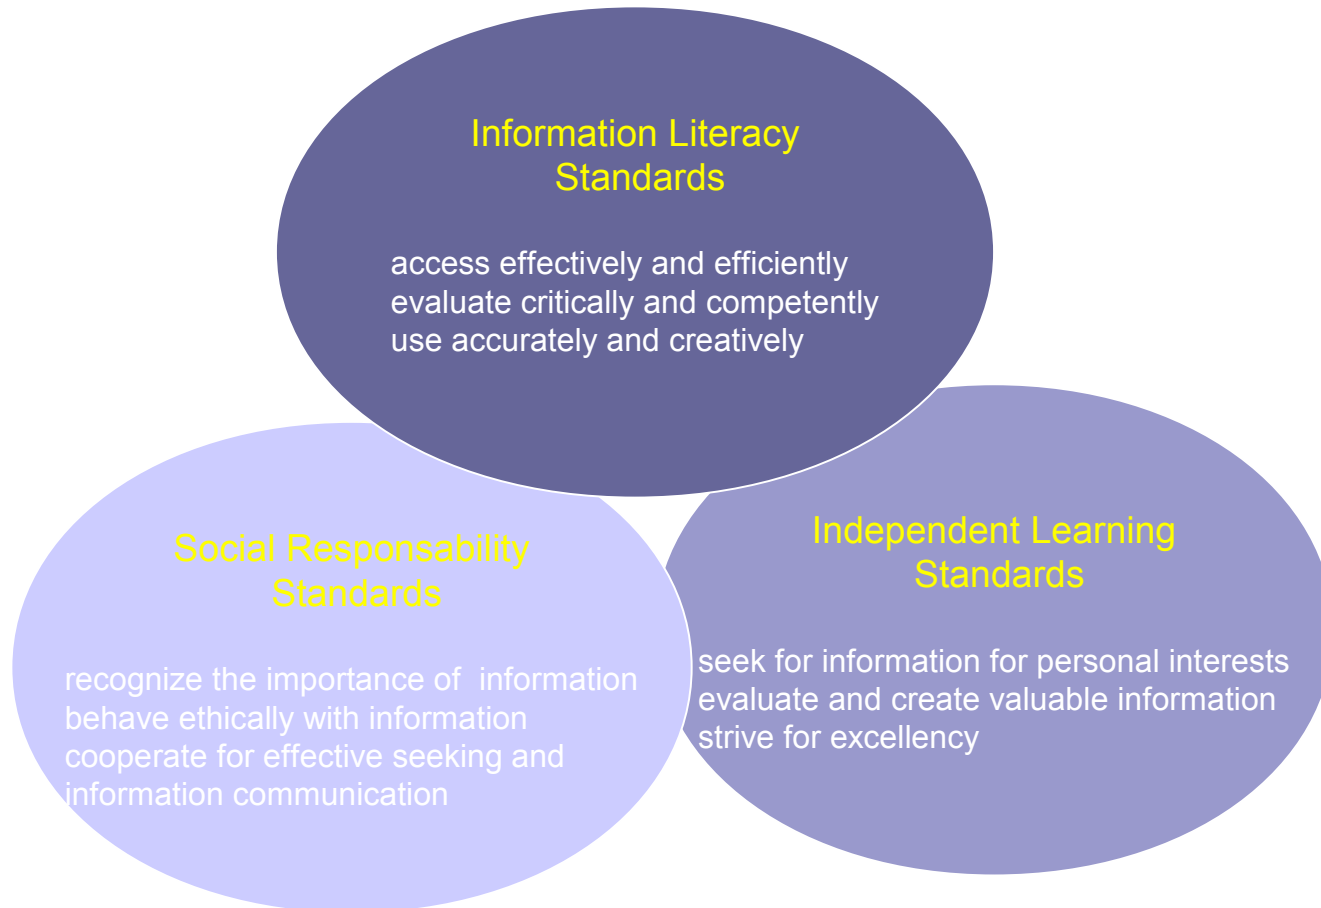 Information Literacy
Standards
access effectively and efficiently
evaluate critically and competently
use accurately and creatively
Social Responsability
Standards
recognize the importance of  information
behave ethically with information
cooperate for effective seeking and
information communication
Independent Learning
Standards
seek for information for personal interests
evaluate and create valuable information
strive for excellency